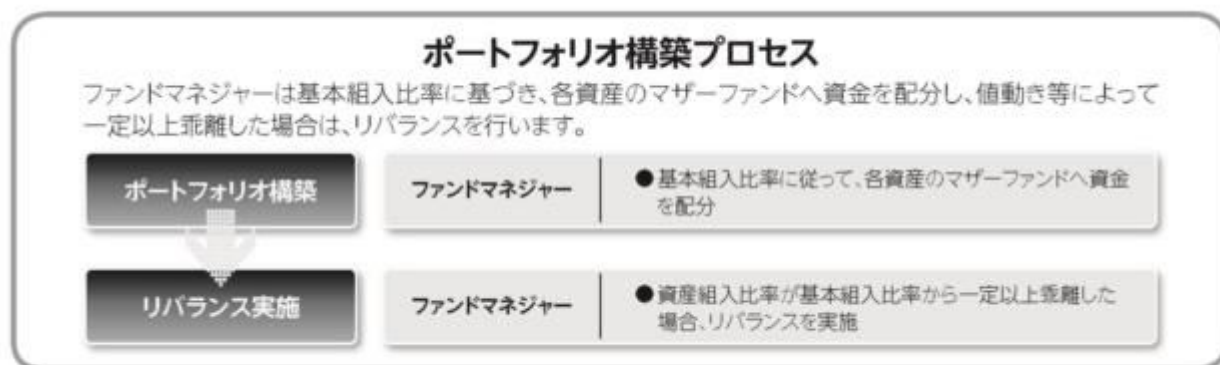 ポートフォリオ構築プロセス
ファンドマネジャーは基本組入比率に基づき、各資産のマザーファンドへ資金を配分し、値動き等によって
一定以上乖離した場合は、リバランスを行います。
ポートフォリオ構築
ファンドマネジャー
●基本組入比率に従って、各資産のマザーファンドへ資金
を配分
リバランス実施
ファンドマネジャー
●資産組入比率が基本組入比率から一定以上乖離した
場合、リバランスを実施